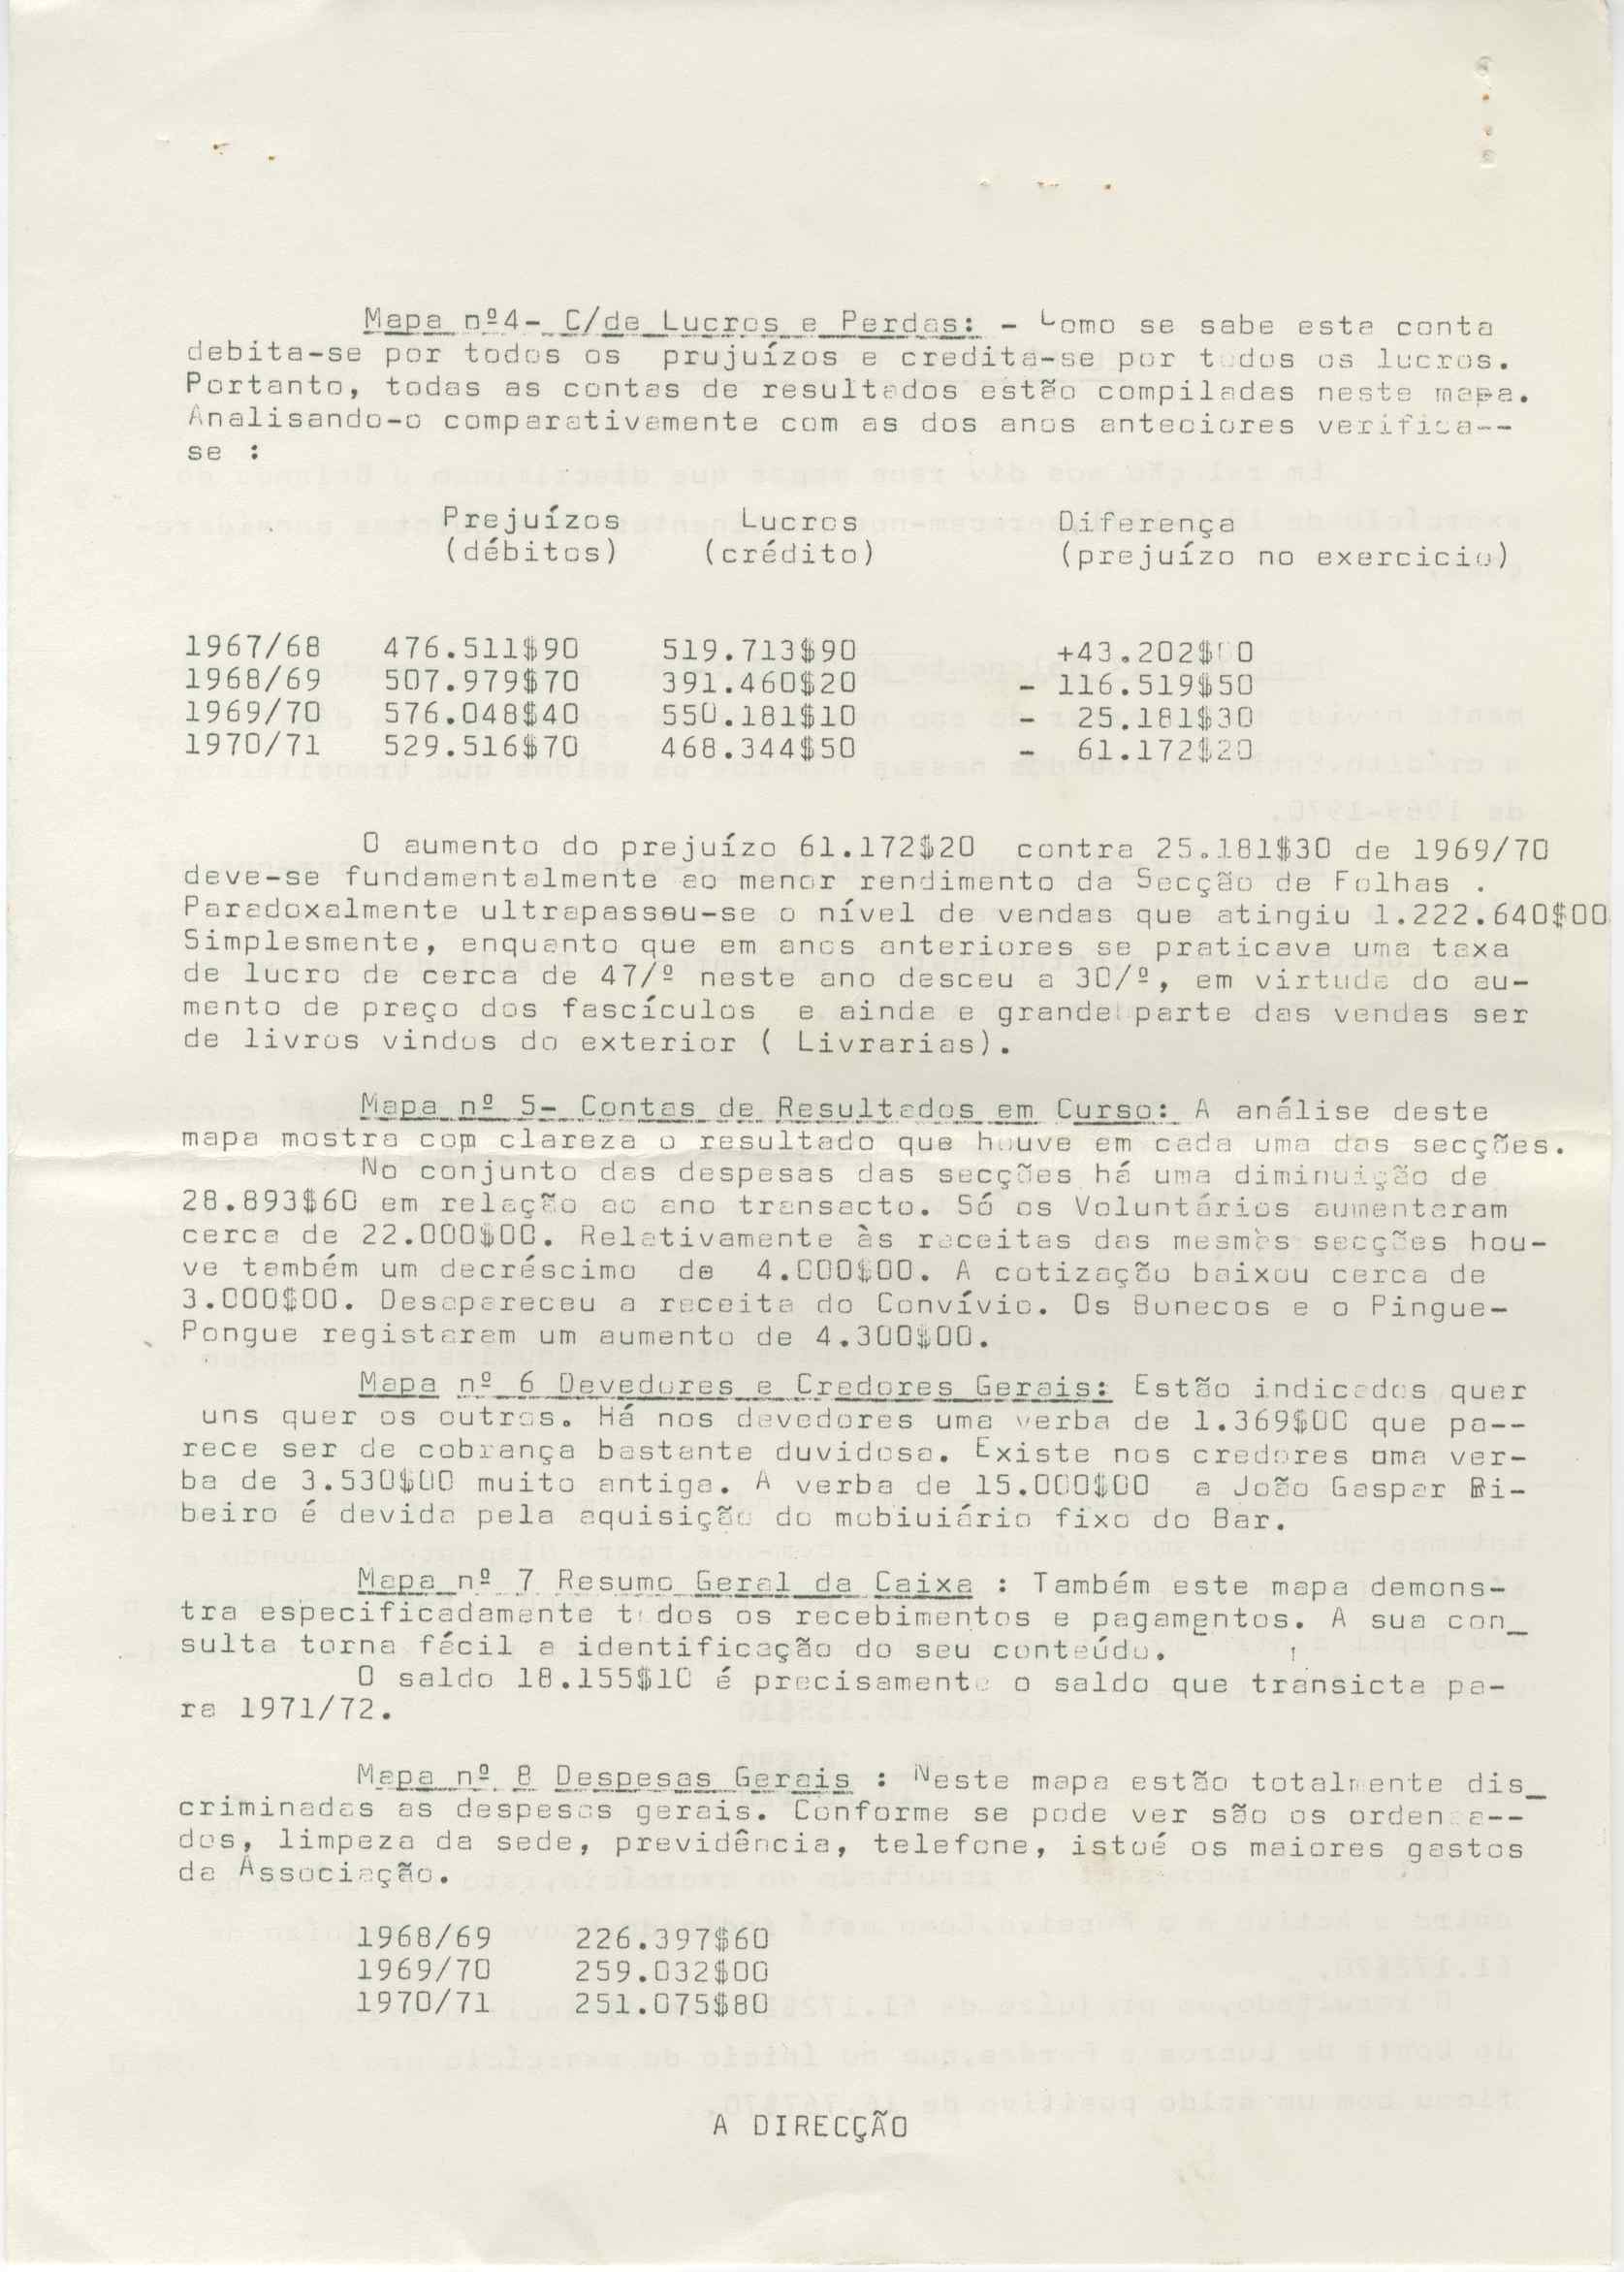 Mapa nº4- C/de Lucros e Perdas: - Como se sabe esta conta
debita-se por todos os prujuízos e credita-se por todos os lucros.
Portanto, todas as contas de resultados estão compiladas neste mapa.
Analisando-o comparativamente com as dos anos anteciores verifica--
se :
Prejuízos Lucros Diferença
(débitos) (crédito) (prejuízo no exercicio)
1967/68 476.511$90 519.713$90 +43.202$00
1968/69 507.979$70 391.460$20 - 116.519$50
1969/70 576.048$40 550.181$10 - 25.181$30
1970/71 529.516$70 468.344$50 - 61.172$20
O aumento do prejuízo 61.172$20 contra 25.181$30 de 1969/70
deve-se fundamentalmente ao menor rendimento da Secção de Folhas .
Paradoxalmente ultrapassou-se o nível de vendas que atingiu 1.222.640$00
Simplesmente, enquanto que em anos anteriores se praticava uma taxa
de lucro de cerca de 47/º neste ano desceu a 30/º, em virtude do au-
mento de preço dos fascículos e ainda e grande parte das vendas ser
de livros vindos do exterior ( Livrarias).
Mapa nº 5- Contas de Resultados em Curso: A análise deste
mapa mostra com clareza o resultado que houve em cada uma das secções.
No conjunto das despesas das secções há uma diminuição de
28.893$60 em relação ao ano transacto. Só os Voluntários aumentaram
cerca de 22.000$00. Relativamente às receitas das mesmas secções hou-
ve também um decréscimo de 4.000$00. A cotização baixou cerca de
3.000$00. Desapareceu a receita do Convívio. Os Bonecos e o Pingue-
Pongue registaram um aumento de 4.300$00.
Mapa nº 6 Devedores e Credores Gerais: Estão indicados quer
uns quer os outros. Há nos devedores uma verba de 1.369$00 que pa--
rece ser de cobrança bastante duvidosa. Existe nos credores uma ver-
ba de 3.530$00 muito antiga. A verba de 15.000$00 a João Gaspar Ri-
beiro é devida pela aquisição do mobiuiário fixo do Bar.
Mapa nº 7 Resumo Geral da Caixa : Também este mapa demons-
tra especificadamente todos os recebimentos e pagamentos. A sua con_
sulta torna fácil a identificação do seu conteúdo.
O saldo 18.155$10 é precisamente o saldo que transicta pa-
ra 1971/72.
Mapa nº 8 Despesas Gerais : Neste mapa estão totalmente dis_
criminadas as despesas gerais. Conforme se pode ver são os ordena--
dos, limpeza da sede, previdência, telefone, istoé os maiores gastos
da Associação.
1968/69 226.397$60
1969/70 259.032$00
1970/71 251.075$80
A DIRECÇÃO